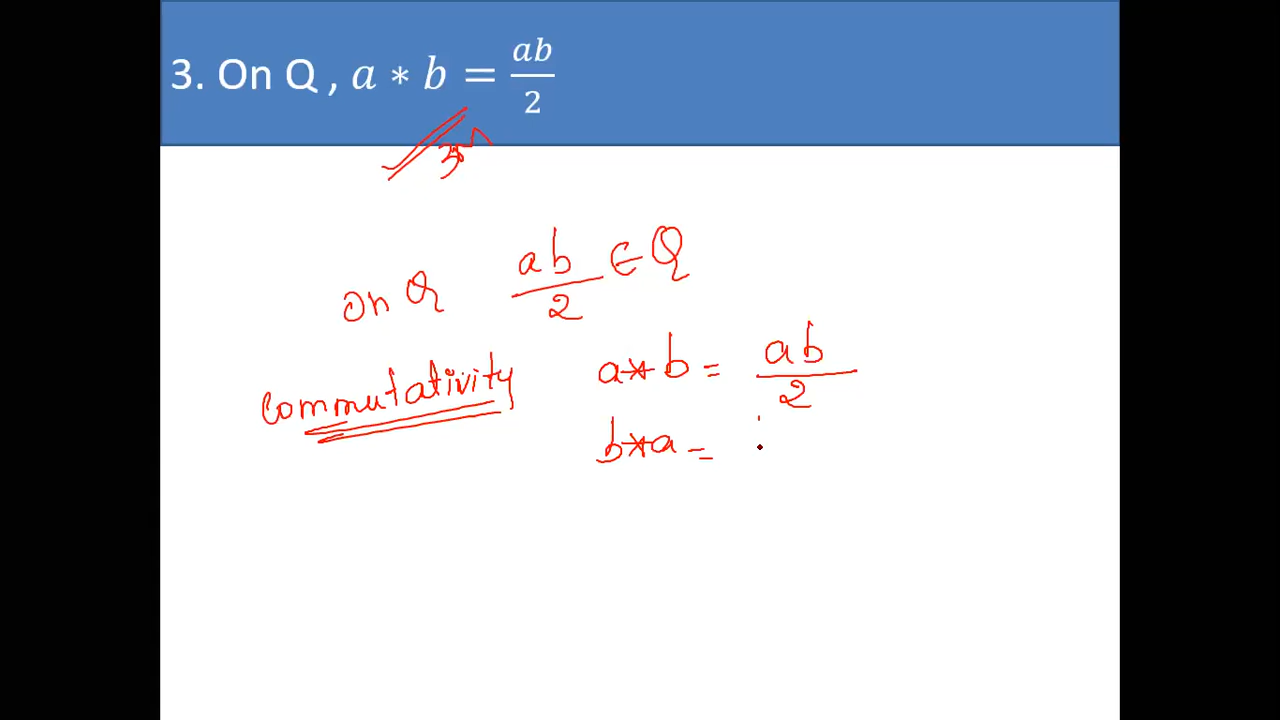 3. On Q , a ∗ b = ab/2
on Q ab/2 ∈ Q
commutativity a * b = ab/2
b * a =